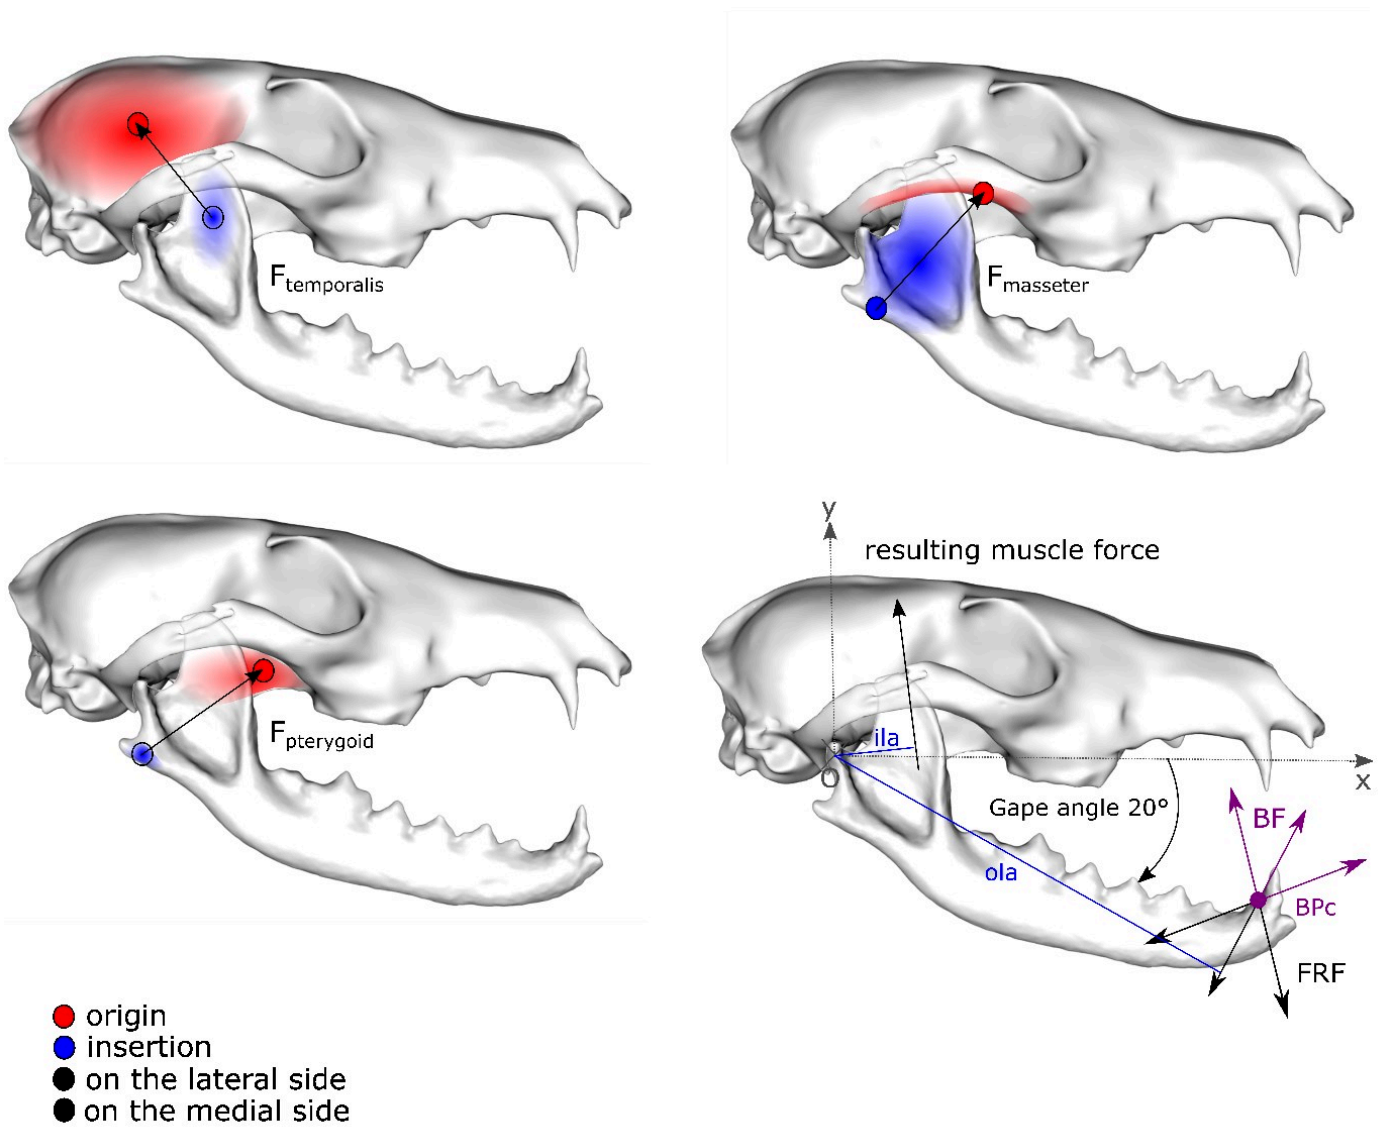 Ftemporalis
Fmasseter
Fpterygoid
y
resulting muscle force
ila
O
x
Gape angle 20°
BF
ola
BPc
FRF
origin
insertion
on the lateral side
on the medial side